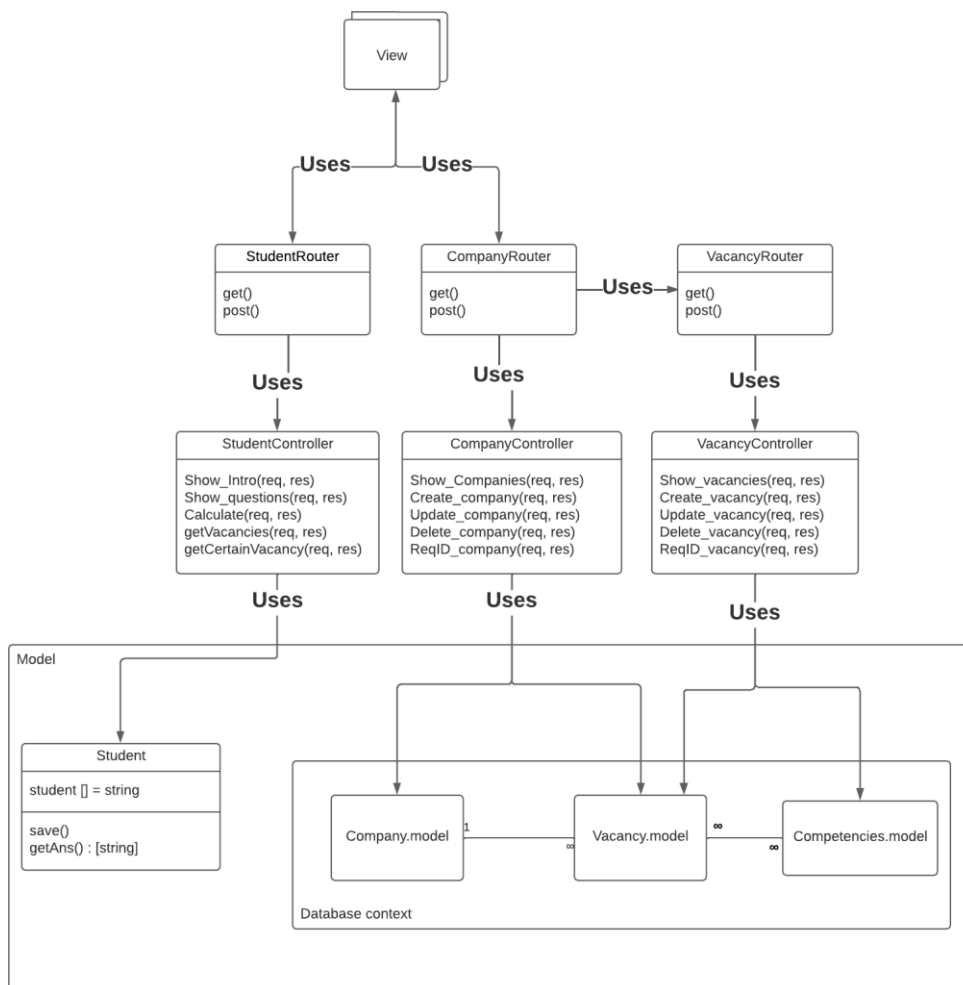 View
Uses
Uses
StudentRouter
get()
post()
CompanyRouter
get()
post()
Uses
VacancyRouter
get()
post()
Uses
Uses
Uses
StudentController
Show_Intro(req, res)
Show_questions(req, res)
Calculate(req, res)
getVacancies(req, res)
getCertainVacancy(req, res)
CompanyController
Show_Companies(req, res)
Create_company(req, res)
Update_company(req, res)
Delete_company(req, res)
ReqID_company(req, res)
VacancyController
Show_vacancies(req, res)
Create_vacancy(req, res)
Update_vacancy(req, res)
Delete_vacancy(req, res)
ReqID_vacancy(req, res)
Uses
Uses
Uses
Model
Student
student [] = string
save()
getAns() : [string]
Company.model
1
∞
Vacancy.model
∞
∞
Competencies.model
Database context